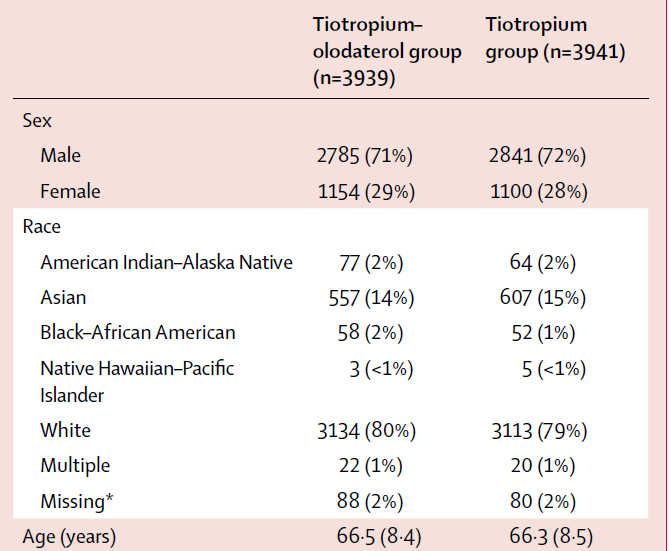 Tiotropium– Tiotropium
olodaterol group group (n=3941)
(n=3939)
Sex
Male 2785 (71%) 2841 (72%)
Female 1154 (29%) 1100 (28%)
Race
American Indian–Alaska Native 77 (2%) 64 (2%)
Asian 557 (14%) 607 (15%)
Black–African American 58 (2%) 52 (1%)
Native Hawaiian–Pacific 3 (<1%) 5 (<1%)
Islander
White 3134 (80%) 3113 (79%)
Multiple 22 (1%) 20 (1%)
Missing* 88 (2%) 80 (2%)
Age (years) 66·5 (8·4) 66·3 (8·5)